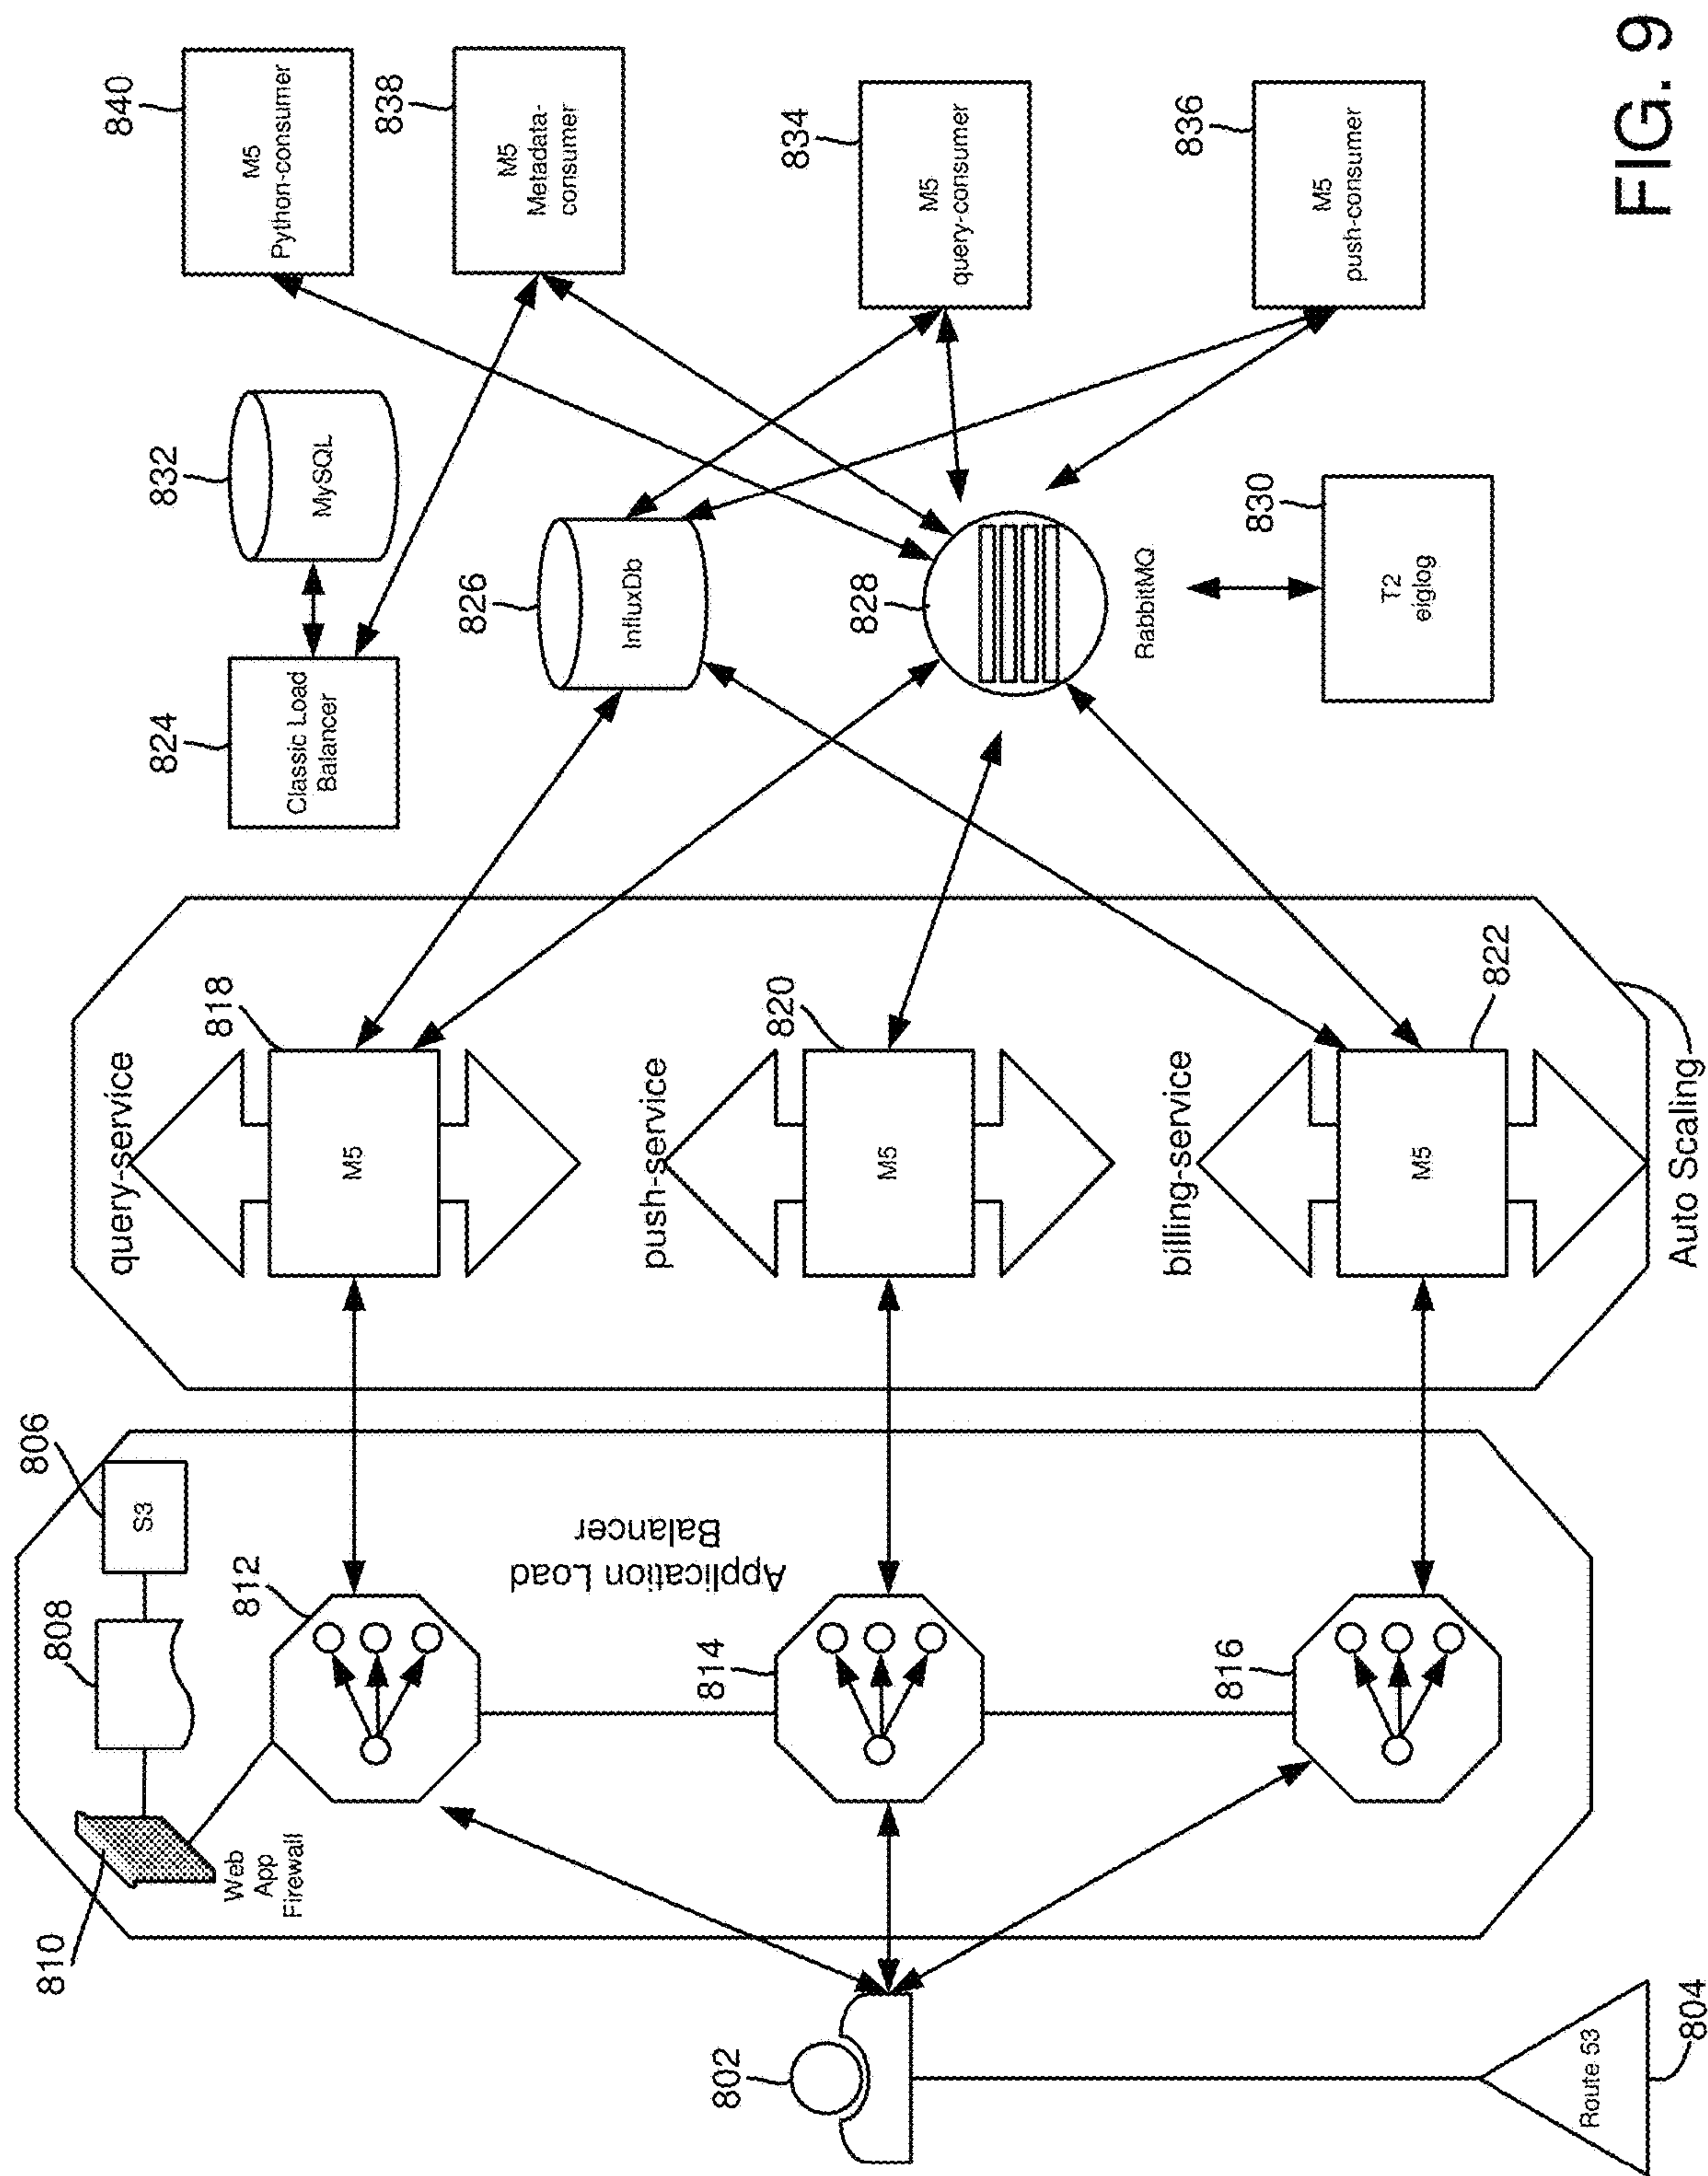 806
S3
808
810
Web
App
Firewall
812
Application Load
Balancer
814
816
802
Route 53
804
query-service
818
M5
push-service
820
M5
billing-service
822
M5
Auto Scaling
824
Classic Load
Balancer
832
MySQL
826
InfluxDb
828
RabbitMQ
830
T2
eiglog
840
M5
Python-consumer
838
M5
Metadata-
consumer
834
M5
query-consumer
836
M5
push-consumer
FIG. 9